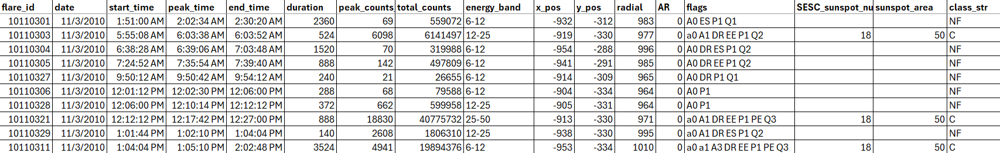 flare_id date start_time peak_time end_time duration peak_counts_ total_counts energy_band x_pos y_pos radial AR flags SESC_sunspot_nu sunspot_area class_str
10110301 11/3/2010 1:51:00 AM 2:02:34 AM 2:30:20 AM 2360 69 559072 6-12 -932 -312 983 0 A0 ES P1 Q1 NF
10110303 11/3/2010 5:55:08 AM 6:03:38 AM 6:03:52 AM 524 6098 6141497 12-25 -919 -330 977 0 a0 A1 DR EE P1 Q2 18 50 C
10110304 11/3/2010 6:38:28 AM 6:39:06 AM 7:03:48 AM 1520 70 319988 6-12 -954 -288 996 0 A0 DR ES P1 Q2 NF
10110305 11/3/2010 7:24:52 AM 7:35:54 AM 7:39:40 AM 888 142 497809 6-12 -941 -291 985 0 A0 DR EE P1 Q2 NF
10110327 11/3/2010 9:50:12 AM 9:50:42 AM 9:54:12 AM 240 21 26655 6-12 -914 -309 965 0 A0 DR P1 Q1 NF
10110306 11/3/2010 12:01:12 PM 12:02:30 PM 12:06:00 PM 288 68 79588 6-12 -904 -334 964 0 A0 P1 NF
10110328 11/3/2010 12:06:00 PM 12:10:14 PM 12:12:12 PM 372 662 599958 12-25 -905 -331 964 0 A0 P1 NF
10110321 11/3/2010 12:12:12 PM 12:17:42 PM 12:27:00 PM 888 18830 40775732 25-50 -913 -330 971 0 a0 A1 DR EE P1 PE Q3 18 50 C
10110329 11/3/2010 1:01:44 PM 1:02:10 PM 1:04:04 PM 140 2608 1806310 12-25 -938 -330 995 0 a0 A1 DR ES P1 Q2 NF
10110311 11/3/2010 1:04:04 PM 1:05:10 PM 2:02:48 PM 3524 4941 19894376 6-12 -953 -334 1010 0 a0 a1 A3 DR EE P1 PE Q3 18 50 C